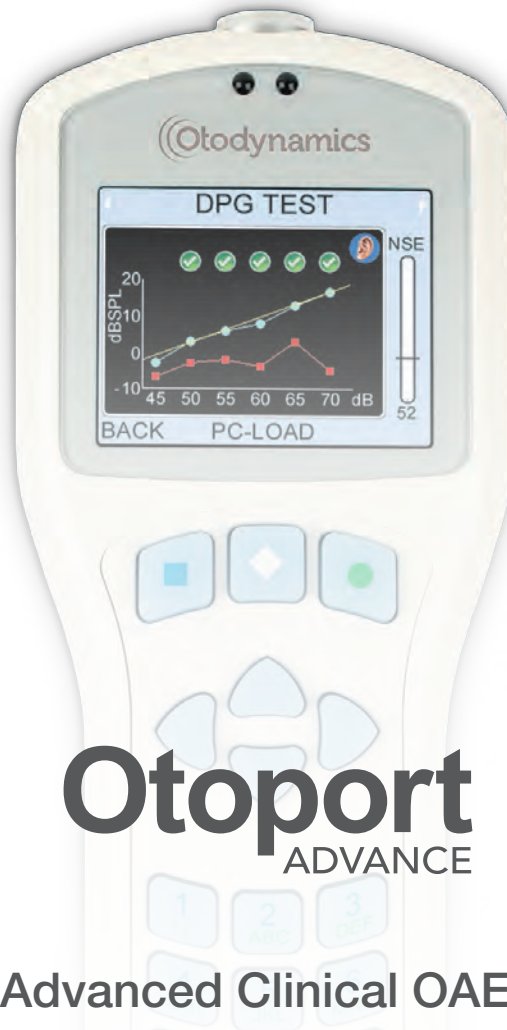 ((Otodynamics
DPG TEST
NSE
20
10
0
-10
dBSPL
45 50 55 60 65 70 dB
52
BACK PC-LOAD
Otoport
ADVANCE
1
2
ABC
3
DEF
Advanced Clinical OAE